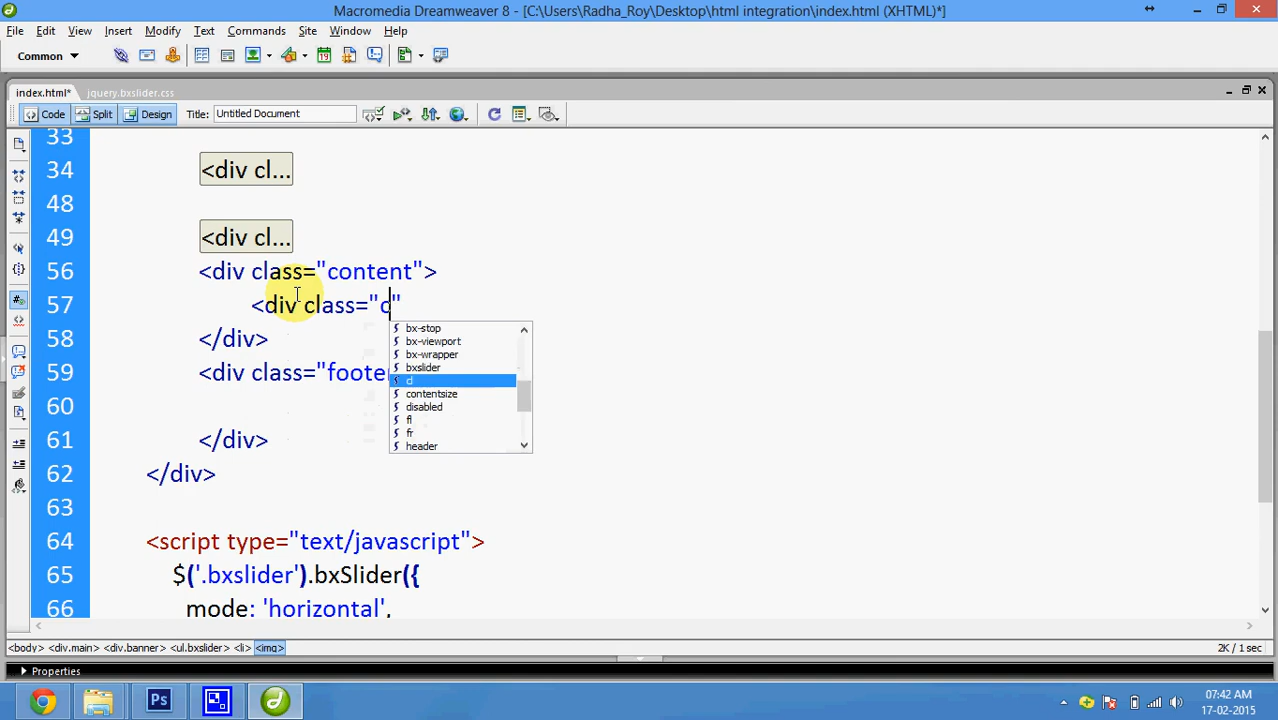 Macromedia Dreamweaver 8 - [C:\Users\Radha_Roy\Desktop\html integration\index.html (XHTML)*]
File Edit View Insert Modify Text Commands Site Window Help
Common
index.html* jquery.bxslider.css
Code Split Design Title: Untitled Document
33
34 <div cl...
48
49 <div cl...
56 <div class="content">
57 <div class="c"
58 </div>
59 <div class="footer
60
61 </div>
62 </div>
63
64 <script type="text/javascript">
65 $('.bxslider').bxSlider({
66 mode: 'horizontal',
bx-stop
bx-viewport
bx-wrapper
bxslider
cl
contentsize
disabled
fl
fr
header
<body> <div.main> <div.banner> <ul.bxslider> <li> <img> 2K / 1 sec
Properties
07:42 AM
17-02-2015